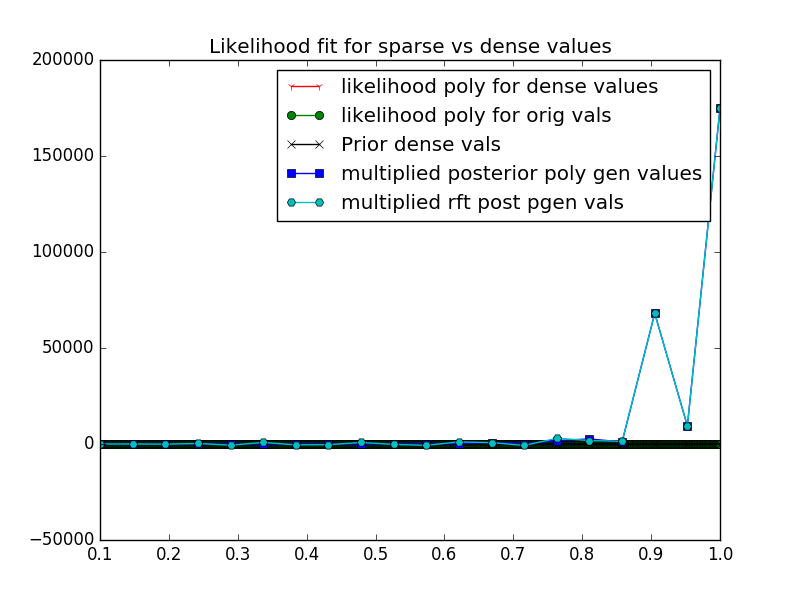 Likelihood fit for sparse vs dense values
200000
150000
100000
50000
0
−50000
likelihood poly for dense values
likelihood poly for orig vals
Prior dense vals
multiplied posterior poly gen values
multiplied rft post pgen vals
0.1 0.2 0.3 0.4 0.5 0.6 0.7 0.8 0.9 1.0